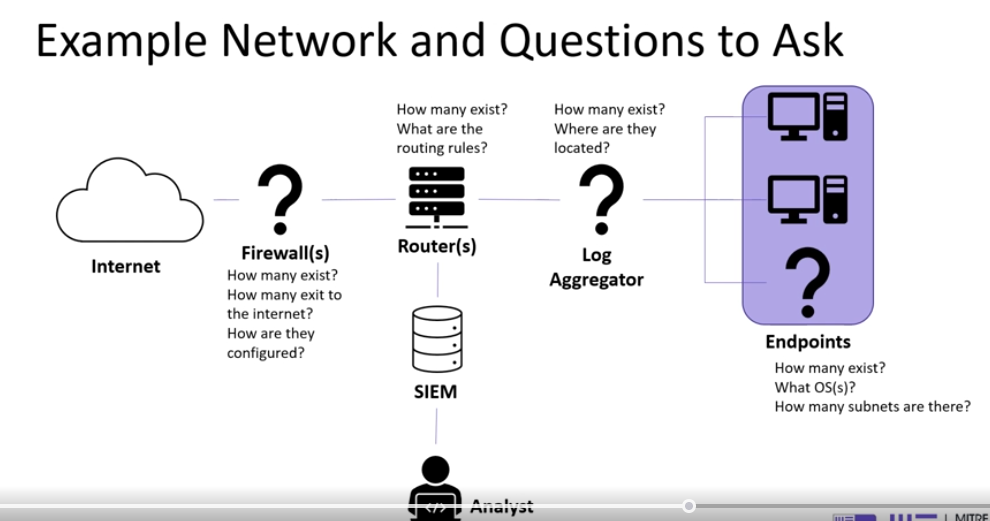 Example Network and Questions to Ask
How many exist?
What are the
routing rules?
How many exist?
Where are they
located?
Internet
Firewall(s)
How many exist?
How many exit to
the internet?
How are they
configured?
Router(s)
Log
Aggregator
SIEM
Endpoints
How many exist?
What OS(s)?
How many subnets are there?
</>
Analyst
MITRE